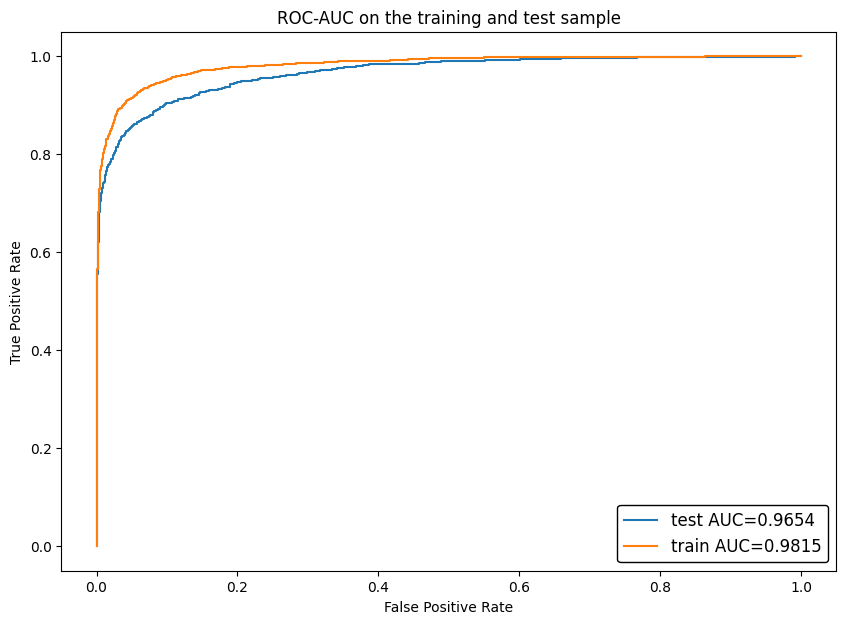 ROC-AUC on the training and test sample
True Positive Rate
1.0
0.8
0.6
0.4
0.2
0.0
test AUC=0.9654
train AUC=0.9815
0.0 0.2 0.4 0.6 0.8 1.0
False Positive Rate